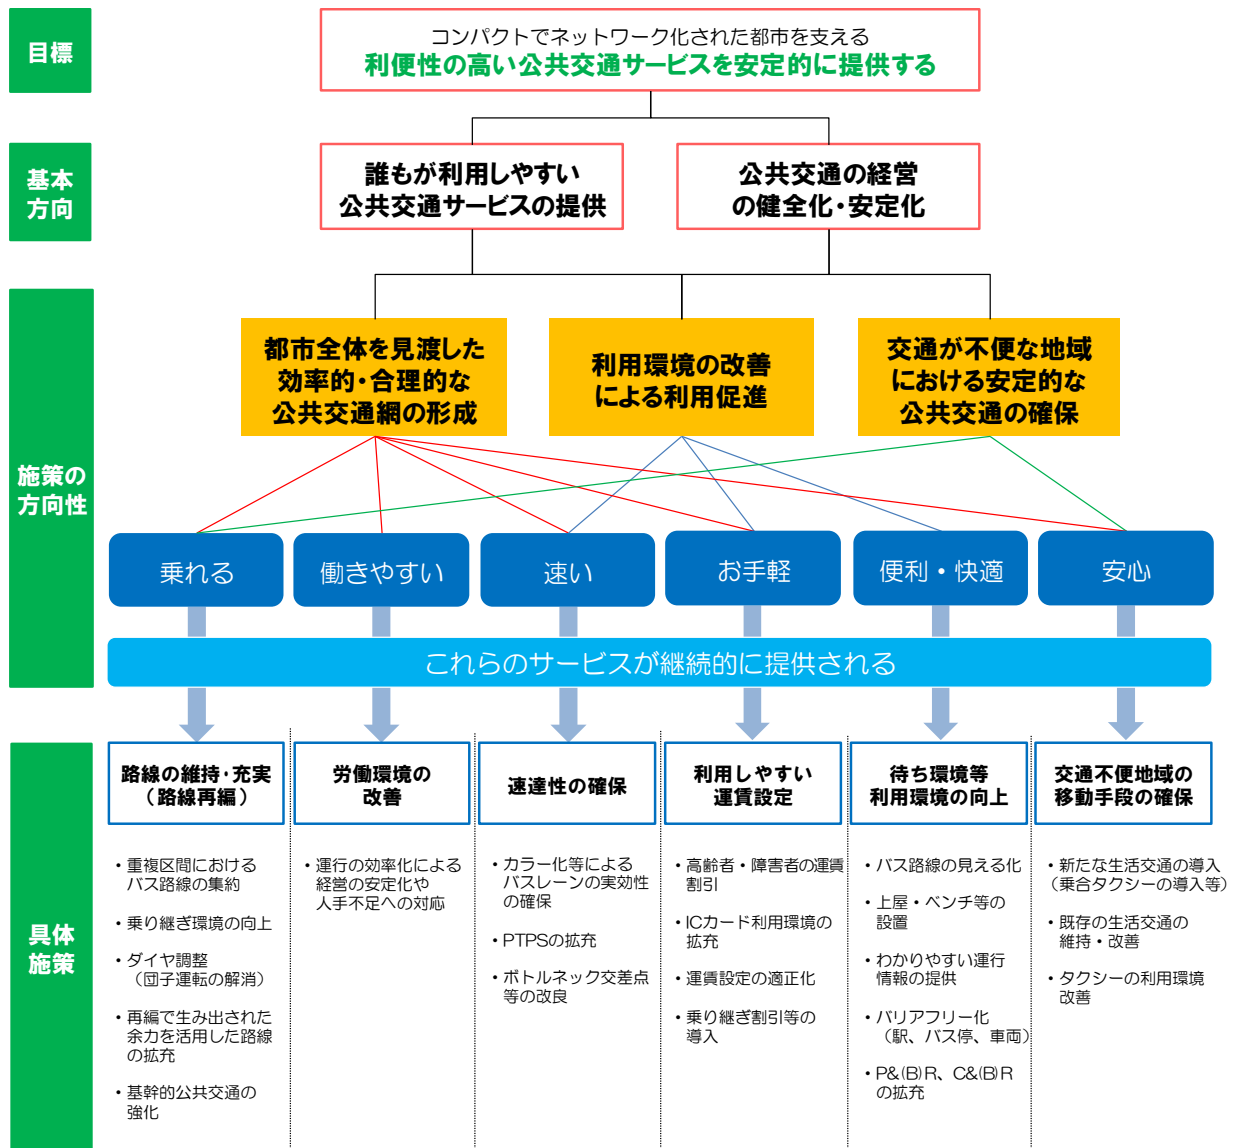 目標
コンパクトでネットワーク化された都市を支える
利便性の高い公共交通サービスを安定的に提供する
基本
方向
誰もが利用しやすい
公共交通サービスの提供
公共交通の経営
の健全化・安定化
施策の
方向性
都市全体を見渡した
効率的・合理的な
公共交通網の形成
利用環境の改善
による利用促進
交通が不便な地域
における安定的な
公共交通の確保
乗れる
働きやすい
速い
お手軽
便利・快適
安心
これらのサービスが継続的に提供される
具体
施策
路線の維持・充実
（路線再編）
・重複区間における
バス路線の集約
・乗り継ぎ環境の向上
・ダイヤ調整
（団子運転の解消）
・再編で生み出された
余力を活用した路線
の拡充
・基幹的公共交通の
強化
労働環境の
改善
・運行の効率化による
経営の安定化や
人手不足への対応
速達性の確保
・カラー化等による
バスレーンの実効性
の確保
・PTPSの拡充
・ボトルネック交差点
等の改良
利用しやすい
運賃設定
・高齢者・障害者の運賃
割引
・ICカード利用環境の
拡充
・運賃設定の適正化
・乗り継ぎ割引等の
導入
待ち環境等
利用環境の向上
・バス路線の見える化
・上屋・ベンチ等の
設置
・わかりやすい運行
情報の提供
・バリアフリー化
（駅、バス停、車両）
・P&(B)R、C&(B)R
の拡充
交通不便地域の
移動手段の確保
・新たな生活交通の導入
（乗合タクシーの導入等）
・既存の生活交通の
維持・改善
・タクシーの利用環境
改善